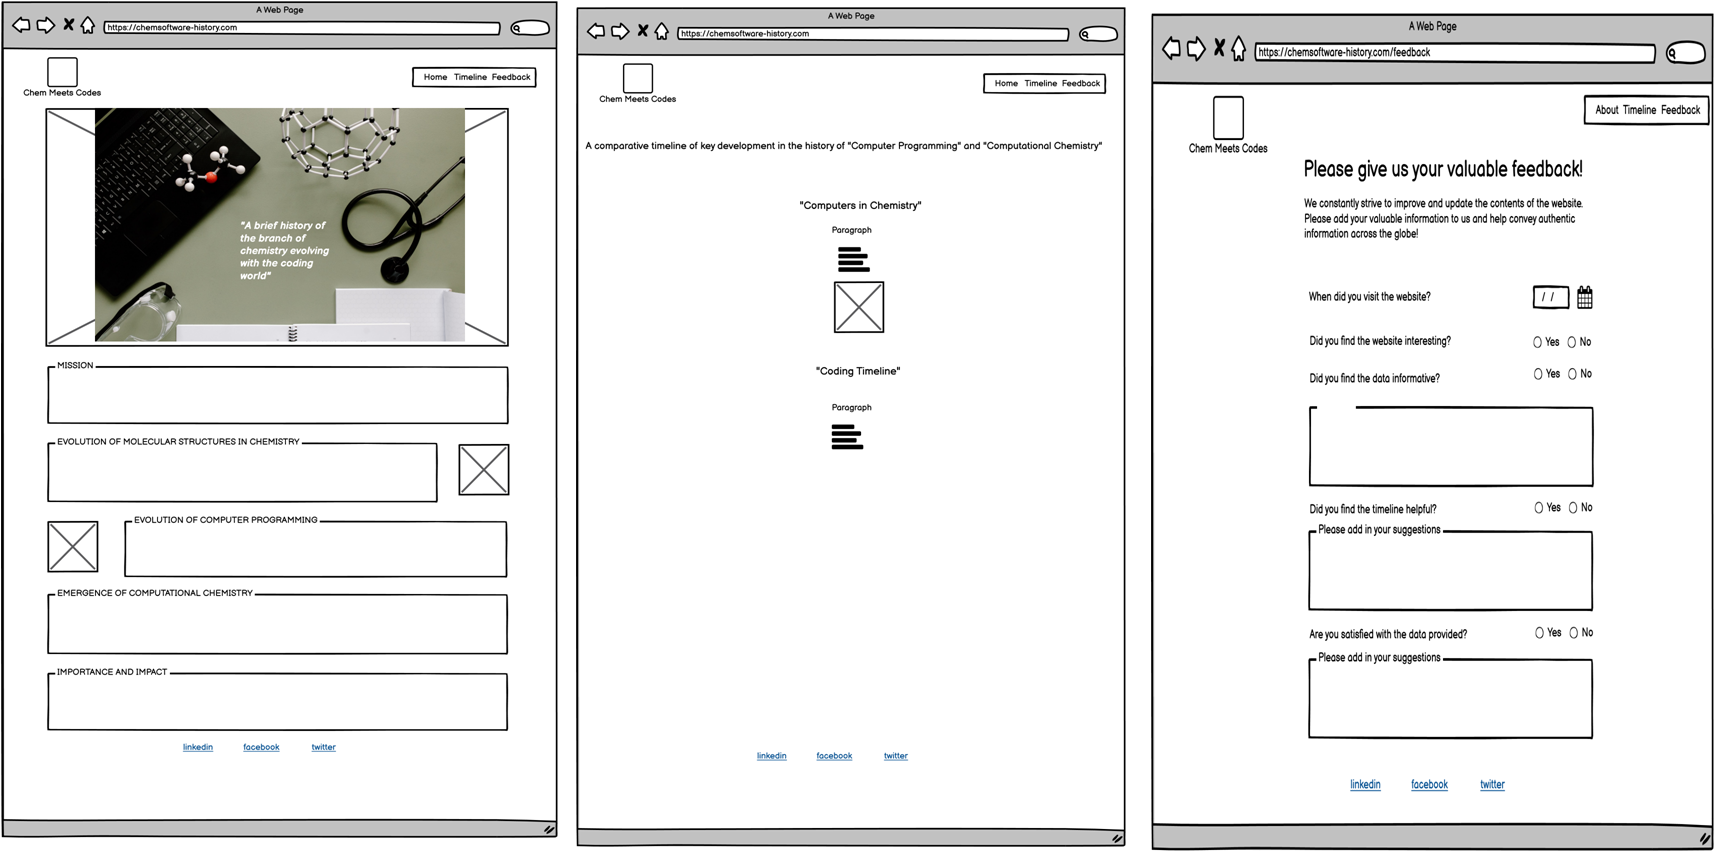 A Web Page
https://chemsoftware-history.com
Chem Meets Codes
Home Timeline Feedback
"A brief history of
the branch of
chemistry evolving
with the coding
world"
MISSION
EVOLUTION OF MOLECULAR STRUCTURES IN CHEMISTRY
EVOLUTION OF COMPUTER PROGRAMMING
EMERGENCE OF COMPUTATIONAL CHEMISTRY
IMPORTANCE AND IMPACT
linkedin facebook twitter
A Web Page
https://chemsoftware-history.com
Chem Meets Codes
Home Timeline Feedback
A comparative timeline of key development in the history of "Computer Programming" and "Computational Chemistry"
"Computers in Chemistry"
Paragraph
"Coding Timeline"
Paragraph
linkedin facebook twitter
A Web Page
https://chemsoftware-history.com/feedback
About Timeline Feedback
Chem Meets Codes
Please give us your valuable feedback!
We constantly strive to improve and update the contents of the website.
Please add your valuable information to us and help convey authentic
information across the globe!
When did you visit the website? / /
Did you find the website interesting? Yes No
Did you find the data informative? Yes No
Did you find the timeline helpful? Yes No
Please add in your suggestions
Are you satisfied with the data provided? Yes No
Please add in your suggestions
linkedin facebook twitter